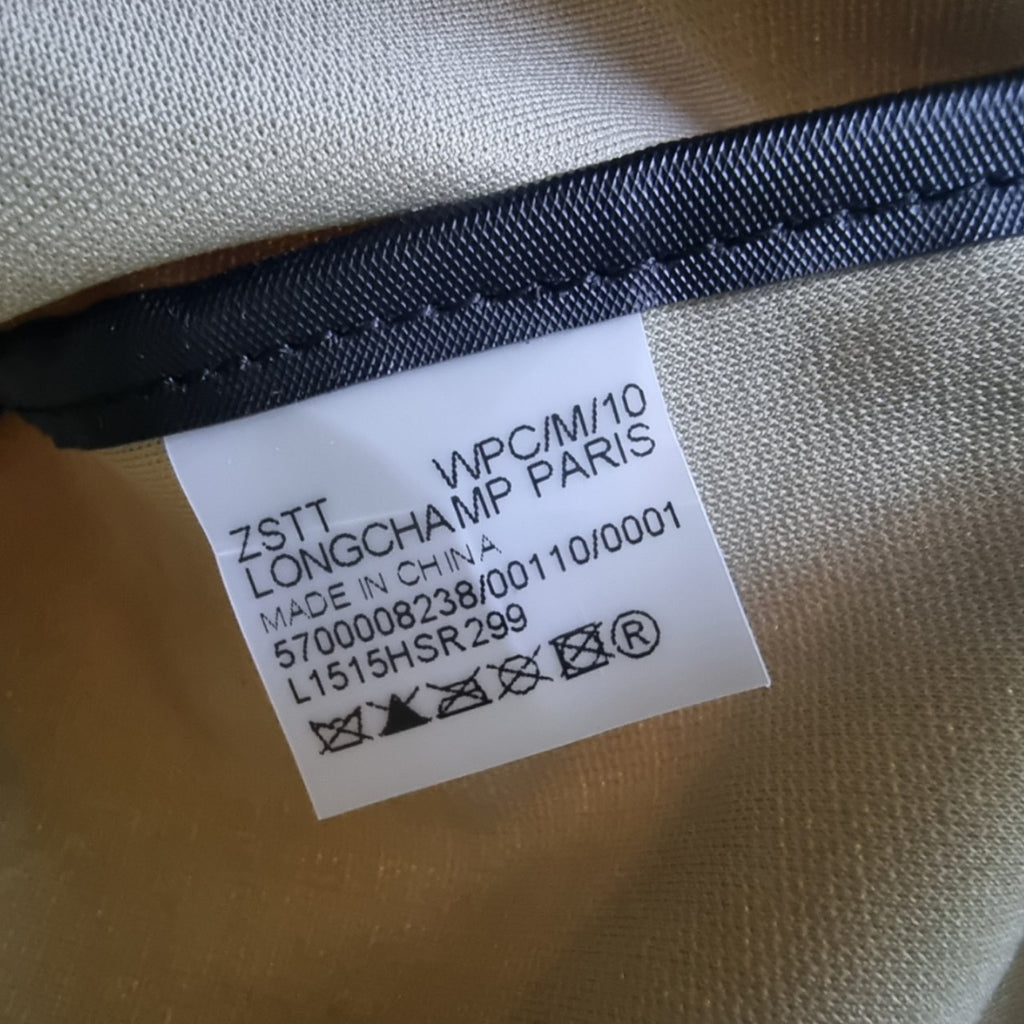 WPC/M/10
ZSTT
LONGCHAMP PARIS
MADE IN CHINA
5700008238/00110/0001
L1515HSR299
®